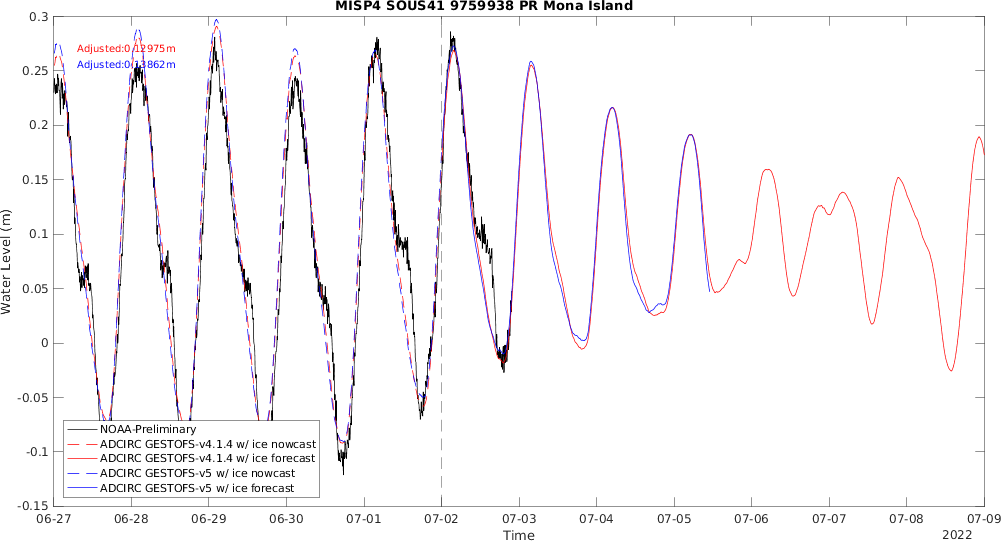 MISP4 SOUS41 9759938 PR Mona Island
Adjusted:0.12975m
Adjusted:0.13862m
Water Level (m)
0.3
0.25
0.2
0.15
0.1
0.05
0
-0.05
-0.1
-0.15
NOAA-Preliminary
ADCIRC GESTOFS-v4.1.4 w/ ice nowcast
ADCIRC GESTOFS-v4.1.4 w/ ice forecast
ADCIRC GESTOFS-v5 w/ ice nowcast
ADCIRC GESTOFS-v5 w/ ice forecast
06-27 06-28 06-29 06-30 07-01 07-02 07-03 07-04 07-05 07-06 07-07 07-08 07-09
Time
2022